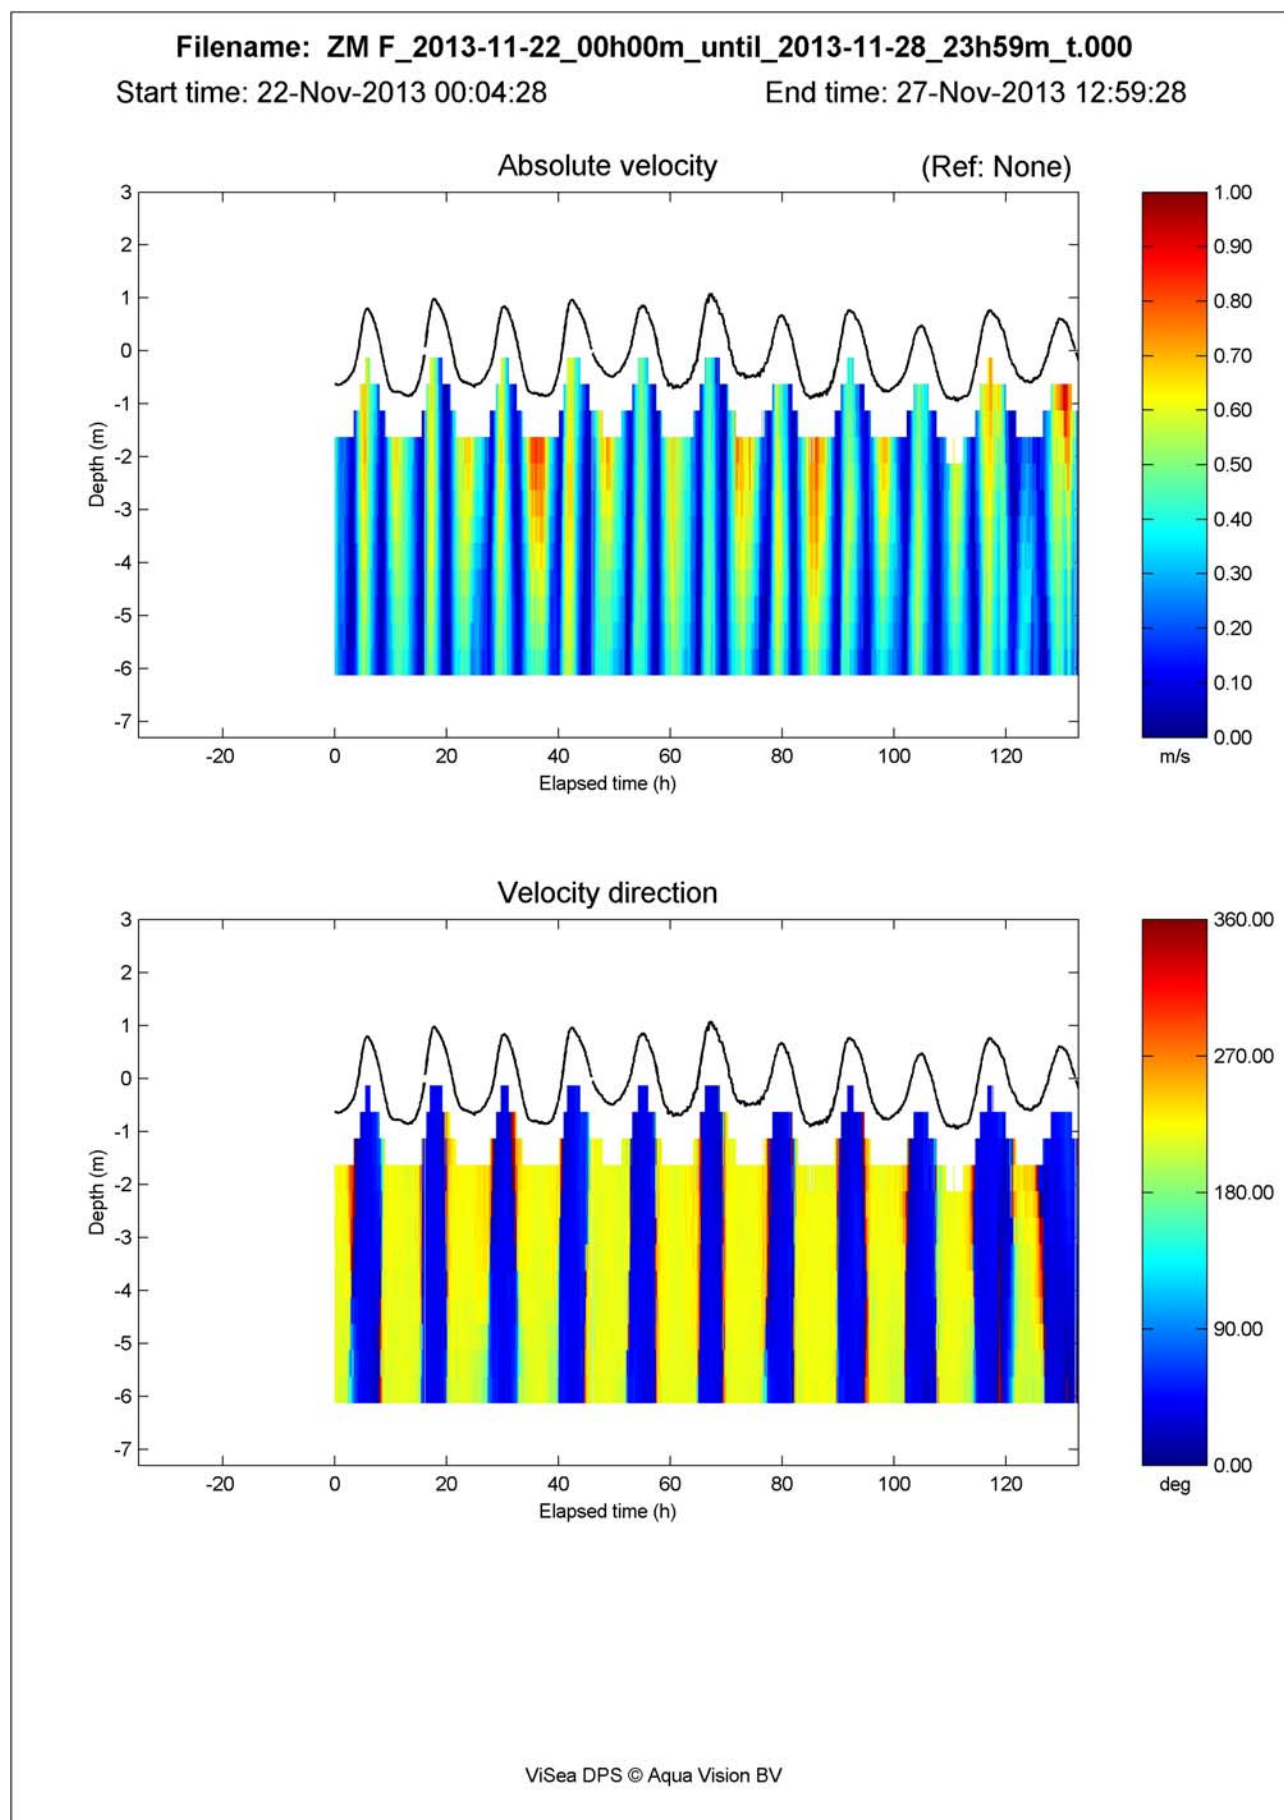 Filename: ZM F_2013-11-22_00h00m_until_2013-11-28_23h59m_t.000
Start time: 22-Nov-2013 00:04:28 End time: 27-Nov-2013 12:59:28
Absolute velocity (Ref: None)
3
2
1
0
-1
-2
-3
-4
-5
-6
-7
Depth (m)
-20 0 20 40 60 80 100 120
Elapsed time (h)
1.00
0.90
0.80
0.70
0.60
0.50
0.40
0.30
0.20
0.10
0.00
m/s
Velocity direction
3
2
1
0
-1
-2
-3
-4
-5
-6
-7
Depth (m)
-20 0 20 40 60 80 100 120
Elapsed time (h)
360.00
270.00
180.00
90.00
0.00
deg
ViSea DPS © Aqua Vision BV